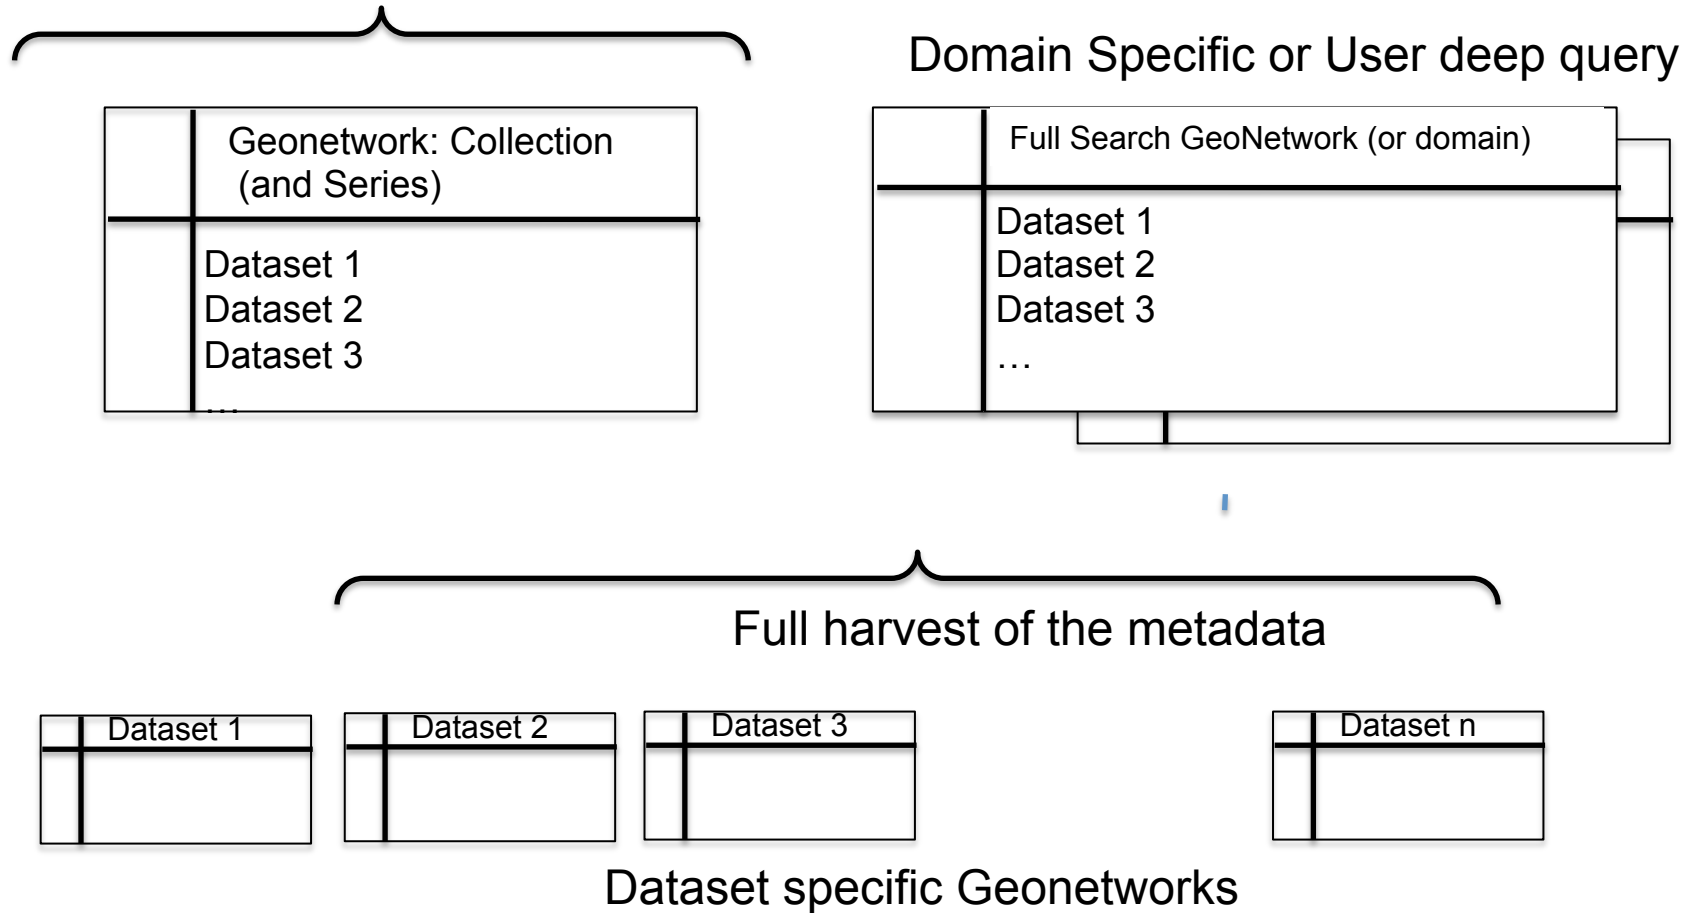 Domain Specific or User deep query
Geonetwork: Collection
(and Series)
Dataset 1
Dataset 2
Dataset 3
…
Full Search GeoNetwork (or domain)
Dataset 1
Dataset 2
Dataset 3
…
Full harvest of the metadata
Dataset 1
Dataset 2
Dataset 3
Dataset n
Dataset specific Geonetworks